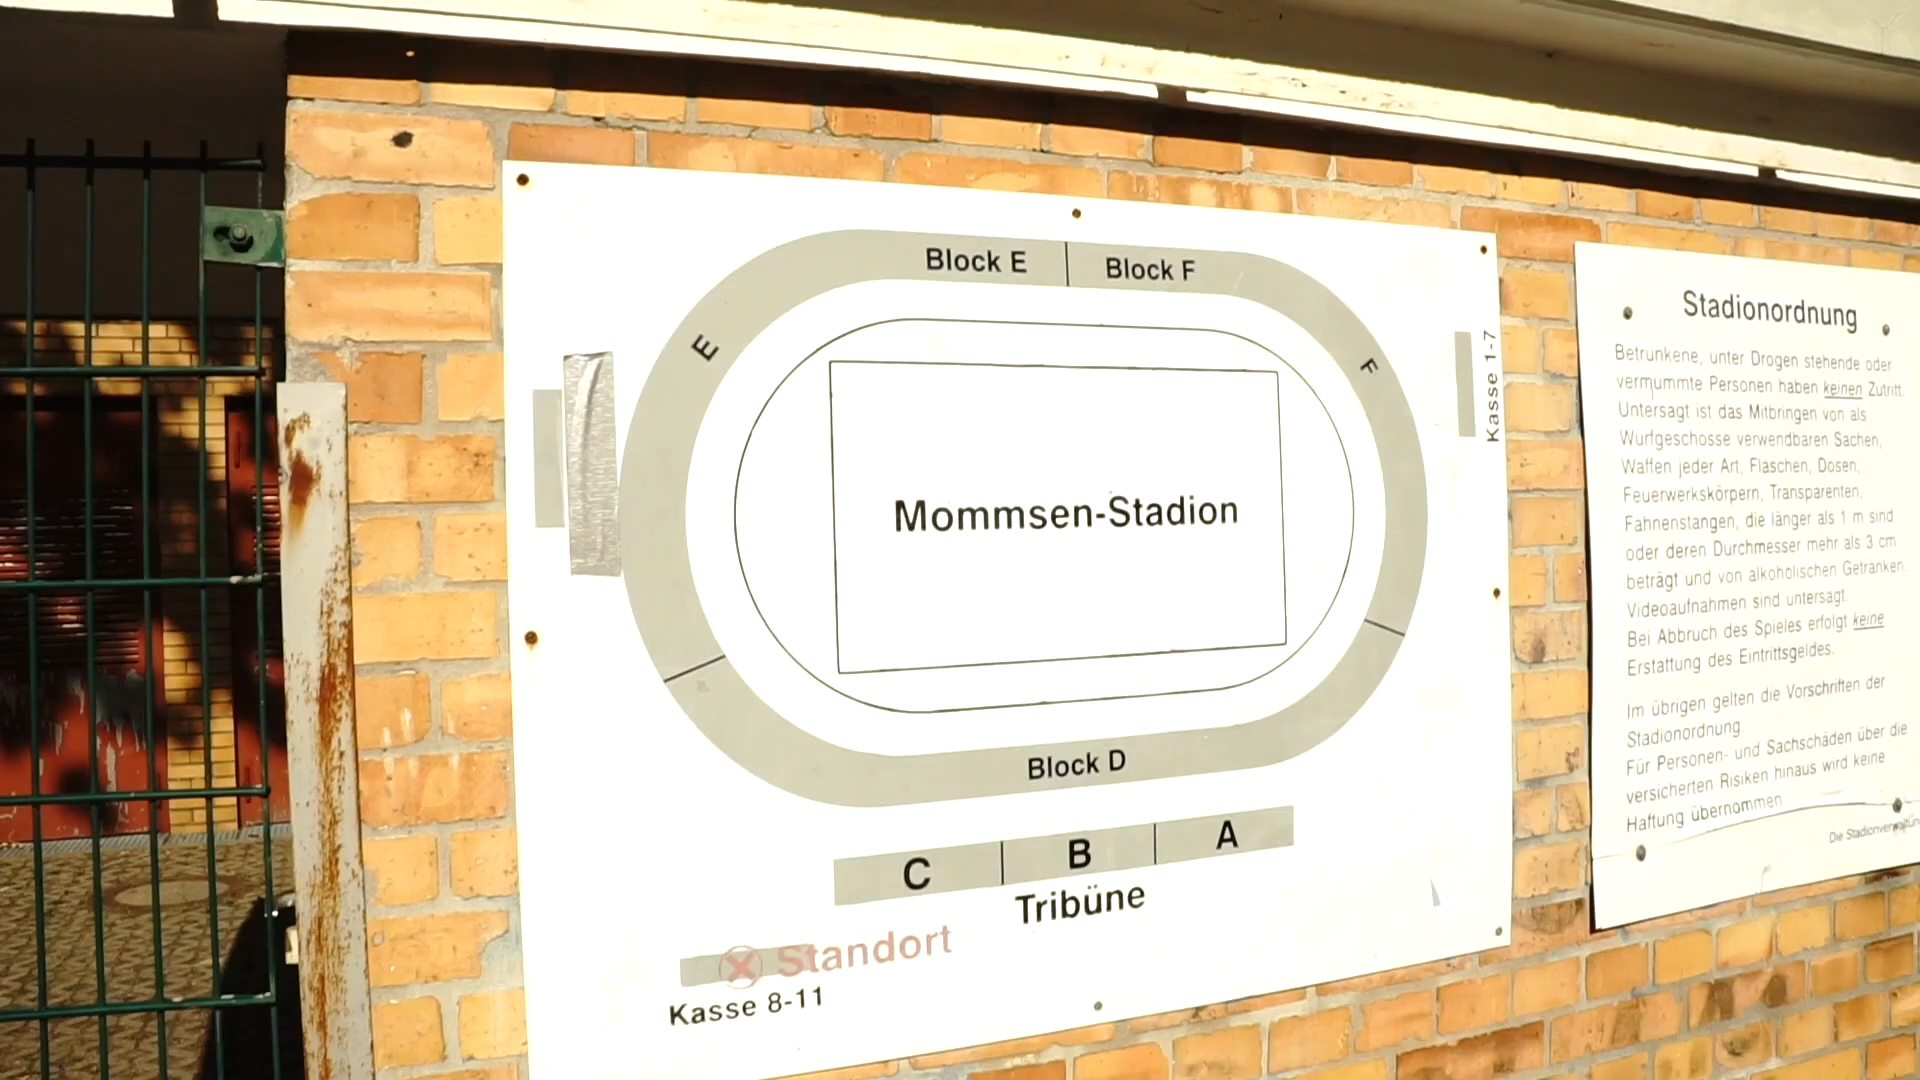 Block E
Block F
E
F
Kasse 1-7
Mommsen-Stadion
Block D
C
B
A
Tribüne
Standort
Kasse 8-11
Stadionordnung
Betrunkene, unter Drogen stehende oder
vermummte Personen haben keinen Zutritt.
Untersagt ist das Mitbringen von als
Wurfgeschosse verwendbaren Sachen,
Waffen jeder Art, Flaschen, Dosen,
Feuerwerkskörpern, Transparenten,
Fahnenstangen, die länger als 1 m sind
oder deren Durchmesser mehr als 3 cm
beträgt und von alkoholischen Getränken.
Videoaufnahmen sind untersagt.
Bei Abbruch des Spieles erfolgt keine
Erstattung des Eintrittsgeldes.
Im übrigen gelten die Vorschriften der
Stadionordnung.
Für Personen- und Sachschäden über die
versicherten Risiken hinaus wird keine
Haftung übernommen
Die Stadionverwaltun